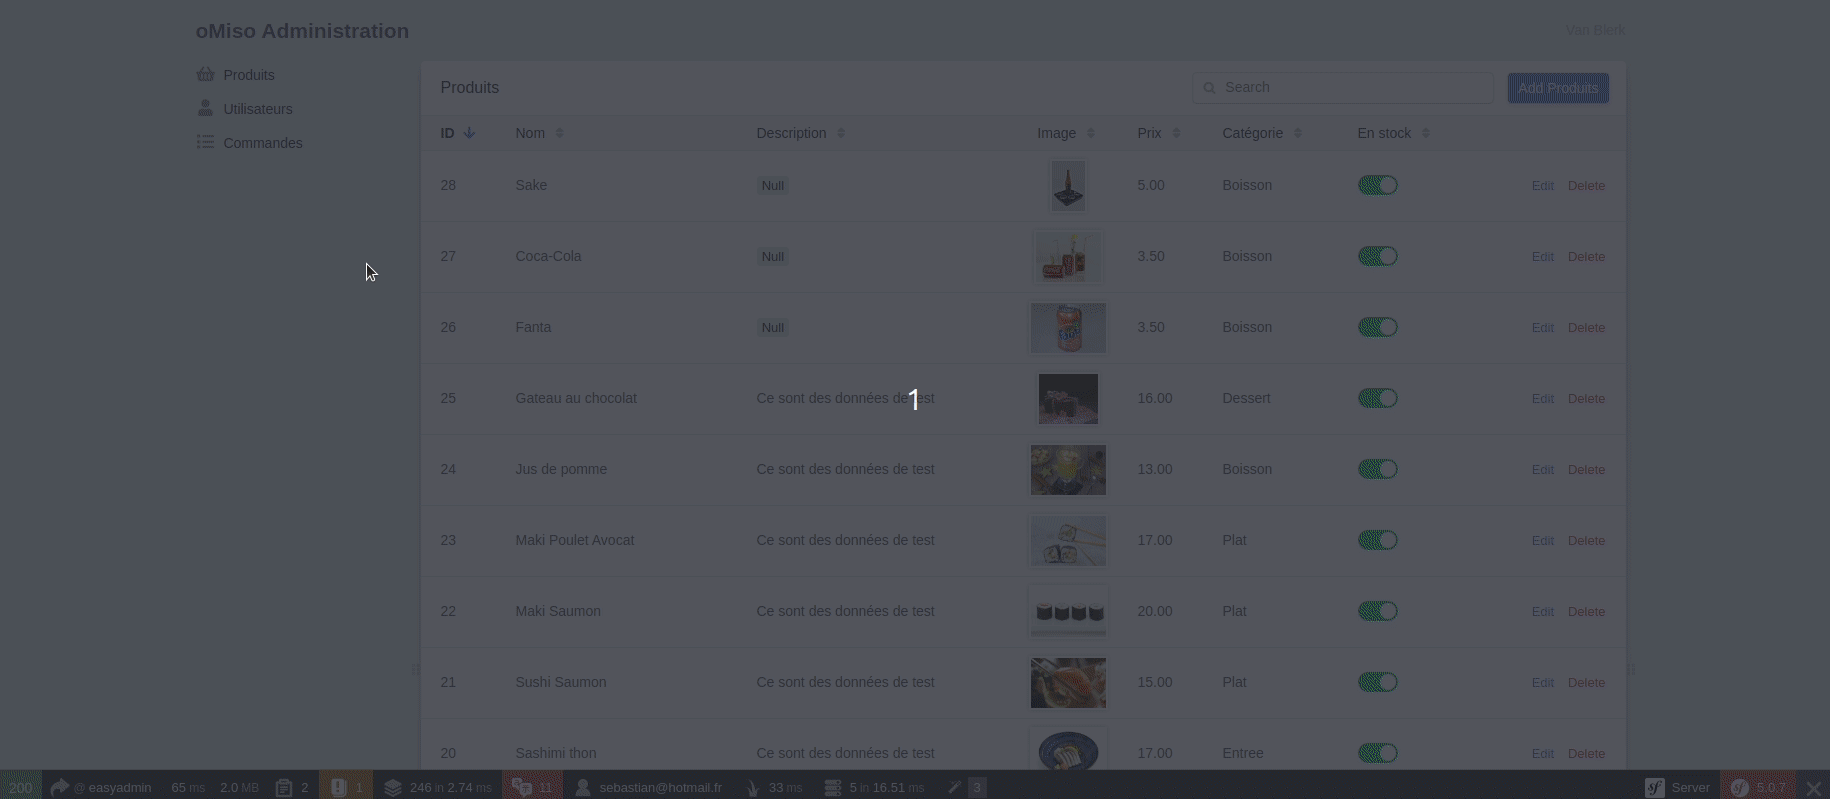 oMiso Administration
Van Blerk
Produits
Utilisateurs
Commandes
Produits
Search
Add Produits
ID Nom Description Image Prix Catégorie En stock
28 Sake Null 5.00 Boisson Edit Delete
27 Coca-Cola Null 3.50 Boisson Edit Delete
26 Fanta Null 3.50 Boisson Edit Delete
25 Gateau au chocolat Ce sont des données de test 16.00 Dessert Edit Delete
1
24 Jus de pomme Ce sont des données de test 13.00 Boisson Edit Delete
23 Maki Poulet Avocat Ce sont des données de test 17.00 Plat Edit Delete
22 Maki Saumon Ce sont des données de test 20.00 Plat Edit Delete
21 Sushi Saumon Ce sont des données de test 15.00 Plat Edit Delete
20 Sashimi thon Ce sont des données de test 17.00 Entree Edit Delete
200 @ easyadmin 65 ms 2.0 MB 2 1 246 in 2.74 ms 11 sebastian@hotmail.fr 33 ms 5 in 16.51 ms 3 sf Server sf 5.0.7